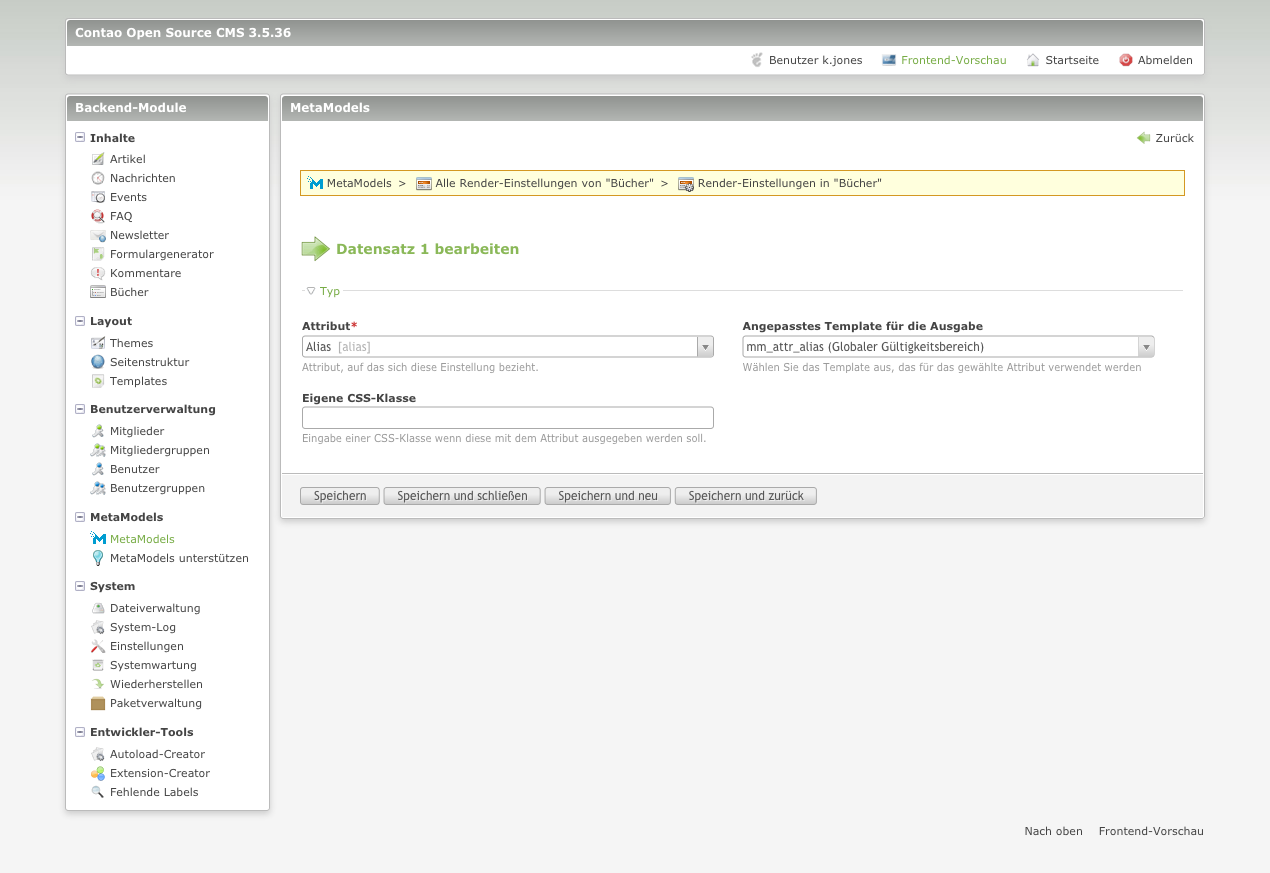 Contao Open Source CMS 3.5.36
Benutzer k.jones Frontend-Vorschau Startseite Abmelden
Backend-Module
Inhalte
Artikel
Nachrichten
Events
FAQ
Newsletter
Formulargenerator
Kommentare
Bücher
Layout
Themes
Seitenstruktur
Templates
Benutzerverwaltung
Mitglieder
Mitgliedergruppen
Benutzer
Benutzergruppen
MetaModels
MetaModels
MetaModels unterstützen
System
Dateiverwaltung
System-Log
Einstellungen
Systemwartung
Wiederherstellen
Paketverwaltung
Entwickler-Tools
Autoload-Creator
Extension-Creator
Fehlende Labels
MetaModels
Zurück
MetaModels > Alle Render-Einstellungen von "Bücher" > Render-Einstellungen in "Bücher"
Datensatz 1 bearbeiten
Typ
Attribut*
Alias [alias]
Attribut, auf das sich diese Einstellung bezieht.
Angepasstes Template für die Ausgabe
mm_attr_alias (Globaler Gültigkeitsbereich)
Wählen Sie das Template aus, das für das gewählte Attribut verwendet werden
Eigene CSS-Klasse
Eingabe einer CSS-Klasse wenn diese mit dem Attribut ausgegeben werden soll.
Speichern Speichern und schließen Speichern und neu Speichern und zurück
Nach oben Frontend-Vorschau